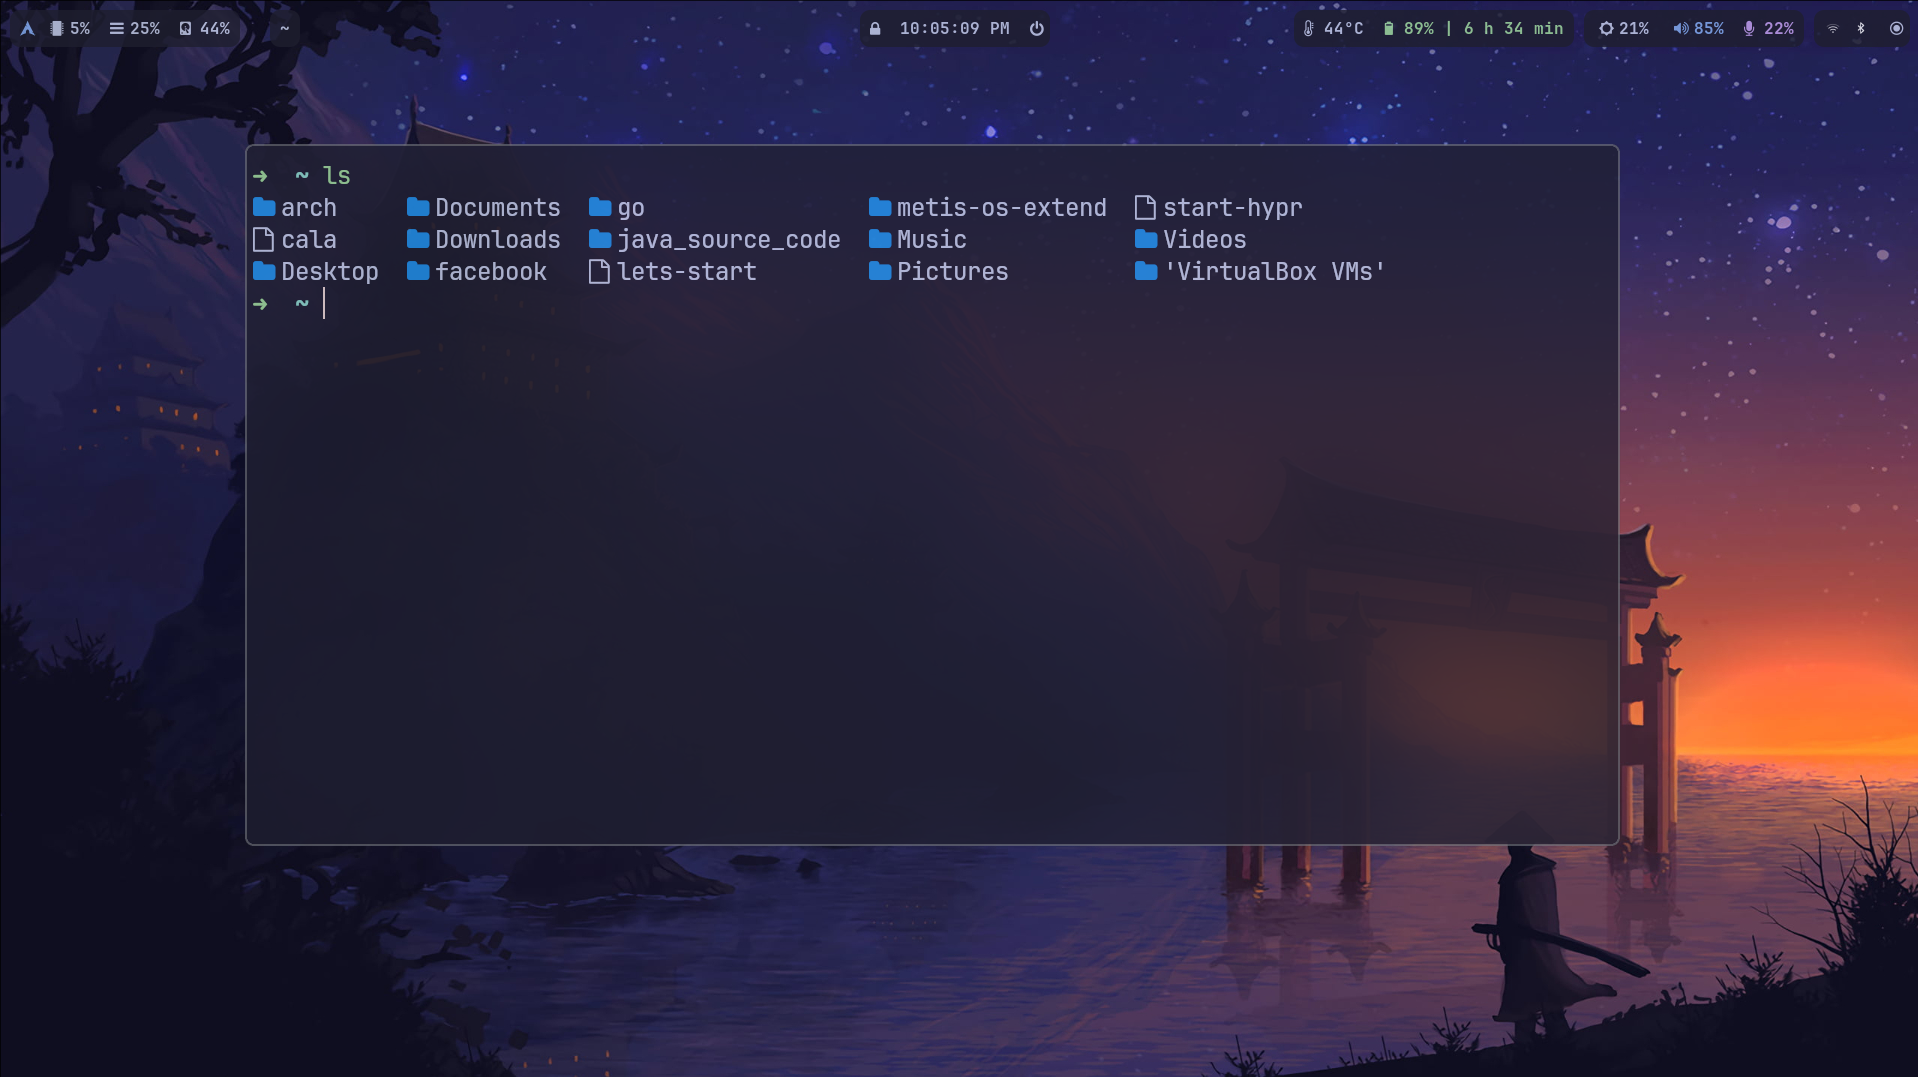 5% 25% 44% ~ 10:05:09 PM 44°C 89% | 6 h 34 min 21% 85% 22%
➜ ~ ls
arch Documents go metis-os-extend start-hypr
cala Downloads java_source_code Music Videos
Desktop facebook lets-start Pictures 'VirtualBox VMs'
➜ ~